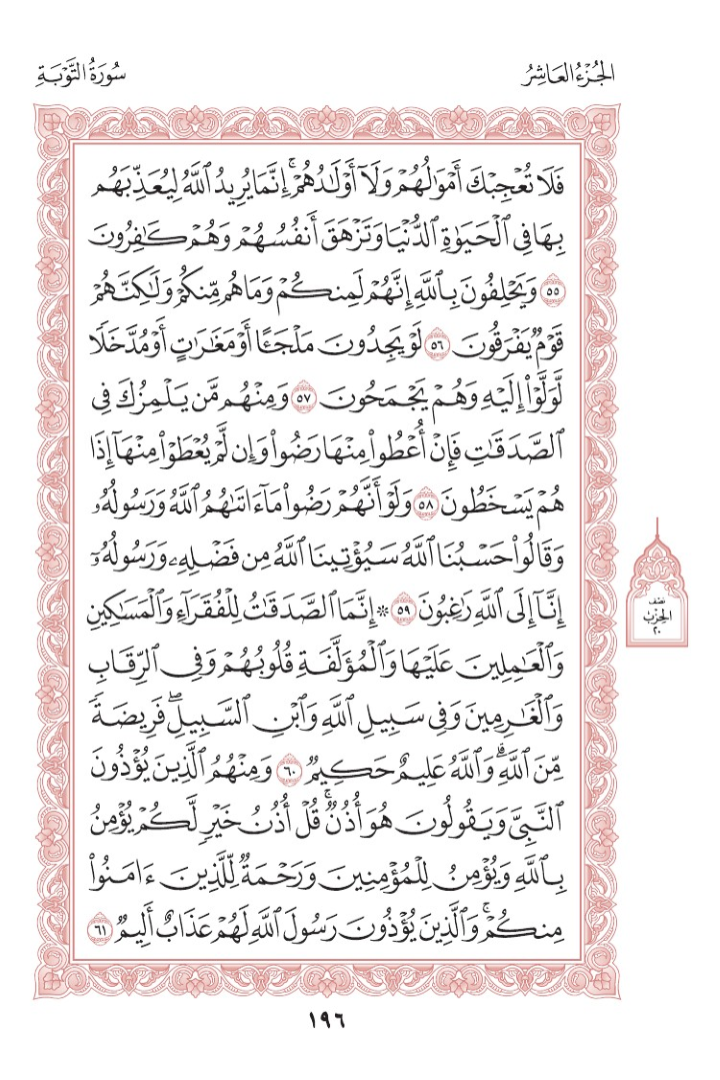 الجُزْءُ العَاشِرُ
سُورَةُ التَّوْبَةِ
فَلَا تُعْجِبْكَ أَمْوَٰلُهُمْ وَلَآ أَوْلَٰدُهُمْ ۚ إِنَّمَا يُرِيدُ ٱللَّهُ لِيُعَذِّبَهُم
بِهَا فِي ٱلْحَيَوٰةِ ٱلدُّنْيَا وَتَزْهَقَ أَنفُسُهُمْ وَهُمْ كَٰفِرُونَ
٥٥ وَيَحْلِفُونَ بِٱللَّهِ إِنَّهُمْ لَمِنكُمْ وَمَا هُم مِّنكُمْ وَلَٰكِنَّهُمْ
قَوْمٌ يَفْرَقُونَ ٥٦ لَوْ يَجِدُونَ مَلْجَـًٔا أَوْ مَغَٰرَٰتٍ أَوْ مُدَّخَلًا
لَّوَلَّوْا۟ إِلَيْهِ وَهُمْ يَجْمَحُونَ ٥٧ وَمِنْهُم مَّن يَلْمِزُكَ فِي
ٱلصَّدَقَٰتِ فَإِنْ أُعْطُوا۟ مِنْهَا رَضُوا۟ وَإِن لَّمْ يُعْطَوْا۟ مِنْهَآ إِذَا
هُمْ يَسْخَطُونَ ٥٨ وَلَوْ أَنَّهُمْ رَضُوا۟ مَآ ءَاتَىٰهُمُ ٱللَّهُ وَرَسُولُهُۥ
وَقَالُوا۟ حَسْبُنَا ٱللَّهُ سَيُؤْتِينَا ٱللَّهُ مِن فَضْلِهِۦ وَرَسُولُهُۥٓ
إِنَّآ إِلَى ٱللَّهِ رَٰغِبُونَ ٥٩ * إِنَّمَا ٱلصَّدَقَٰتُ لِلْفُقَرَآءِ وَٱلْمَسَٰكِينِ
وَٱلْعَٰمِلِينَ عَلَيْهَا وَٱلْمُؤَلَّفَةِ قُلُوبُهُمْ وَفِي ٱلرِّقَابِ
وَٱلْغَٰرِمِينَ وَفِي سَبِيلِ ٱللَّهِ وَٱبْنِ ٱلسَّبِيلِ ۖ فَرِيضَةً
مِّنَ ٱللَّهِ ۗ وَٱللَّهُ عَلِيمٌ حَكِيمٌ ٦٠ وَمِنْهُمُ ٱلَّذِينَ يُؤْذُونَ
ٱلنَّبِيَّ وَيَقُولُونَ هُوَ أُذُنٌ ۚ قُلْ أُذُنُ خَيْرٍ لَّكُمْ يُؤْمِنُ
بِٱللَّهِ وَيُؤْمِنُ لِلْمُؤْمِنِينَ وَرَحْمَةٌ لِّلَّذِينَ ءَامَنُوا۟
مِنكُمْ ۚ وَٱلَّذِينَ يُؤْذُونَ رَسُولَ ٱللَّهِ لَهُمْ عَذَابٌ أَلِيمٌ ٦١
نصف
الحزب
٢٠
١٩٦